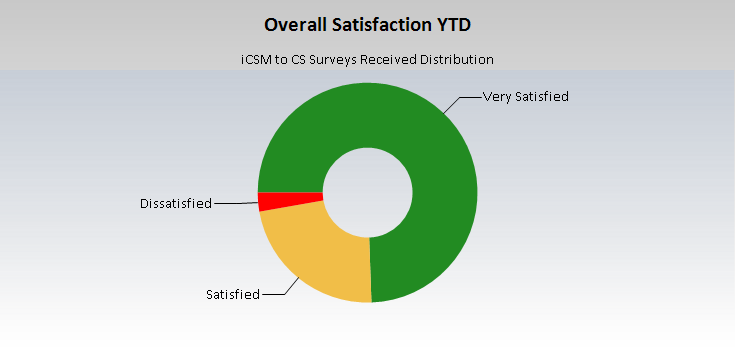 Overall Satisfaction YTD
iCSM to CS Surveys Received Distribution
Very Satisfied
Dissatisfied
Satisfied